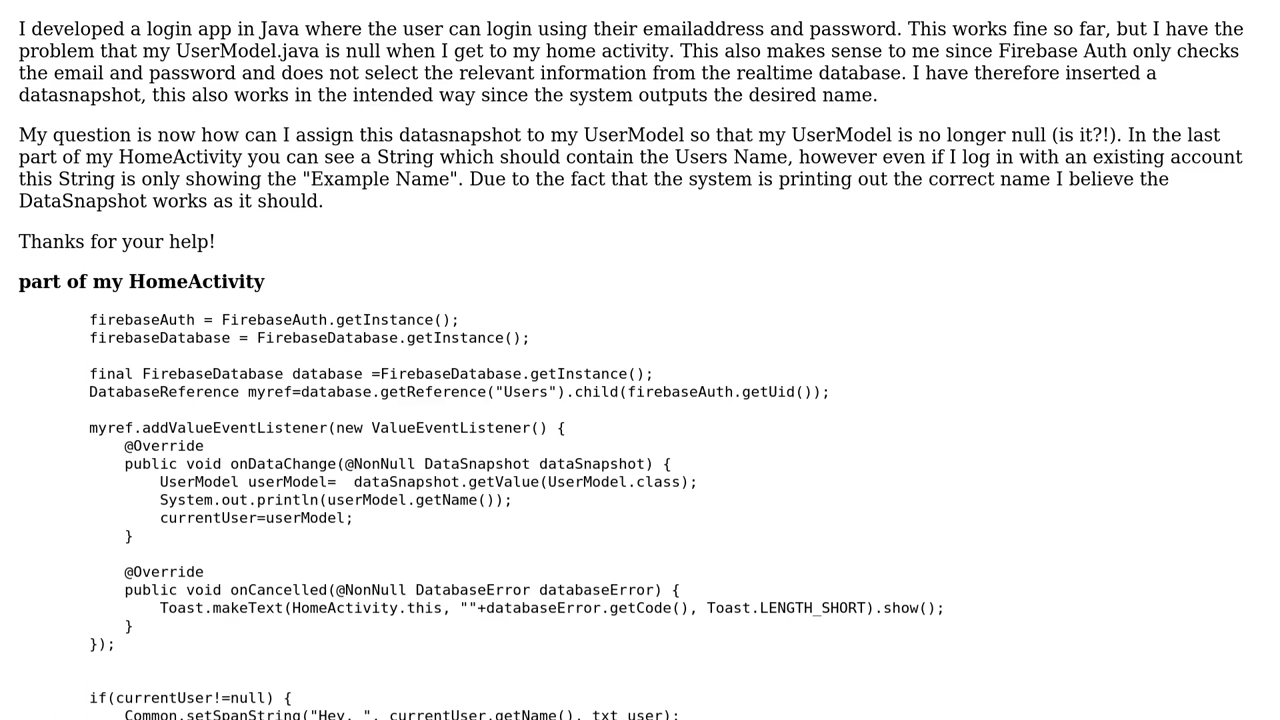 I developed a login app in Java where the user can login using their emailaddress and password. This works fine so far, but I have the
problem that my UserModel.java is null when I get to my home activity. This also makes sense to me since Firebase Auth only checks
the email and password and does not select the relevant information from the realtime database. I have therefore inserted a
datasnapshot, this also works in the intended way since the system outputs the desired name.
My question is now how can I assign this datasnapshot to my UserModel so that my UserModel is no longer null (is it?!). In the last
part of my HomeActivity you can see a String which should contain the Users Name, however even if I log in with an existing account
this String is only showing the "Example Name". Due to the fact that the system is printing out the correct name I believe the
DataSnapshot works as it should.
Thanks for your help!
part of my HomeActivity
firebaseAuth = FirebaseAuth.getInstance();
firebaseDatabase = FirebaseDatabase.getInstance();
final FirebaseDatabase database =FirebaseDatabase.getInstance();
DatabaseReference myref=database.getReference("Users").child(firebaseAuth.getUid());
myref.addValueEventListener(new ValueEventListener() {
@Override
public void onDataChange(@NonNull DataSnapshot dataSnapshot) {
UserModel userModel=  dataSnapshot.getValue(UserModel.class);
System.out.println(userModel.getName());
currentUser=userModel;
}
@Override
public void onCancelled(@NonNull DatabaseError databaseError) {
Toast.makeText(HomeActivity.this, ""+databaseError.getCode(), Toast.LENGTH_SHORT).show();
}
});
if(currentUser!=null) {
Common.setSpanString("Hey, ", currentUser.getName(), txt_user);